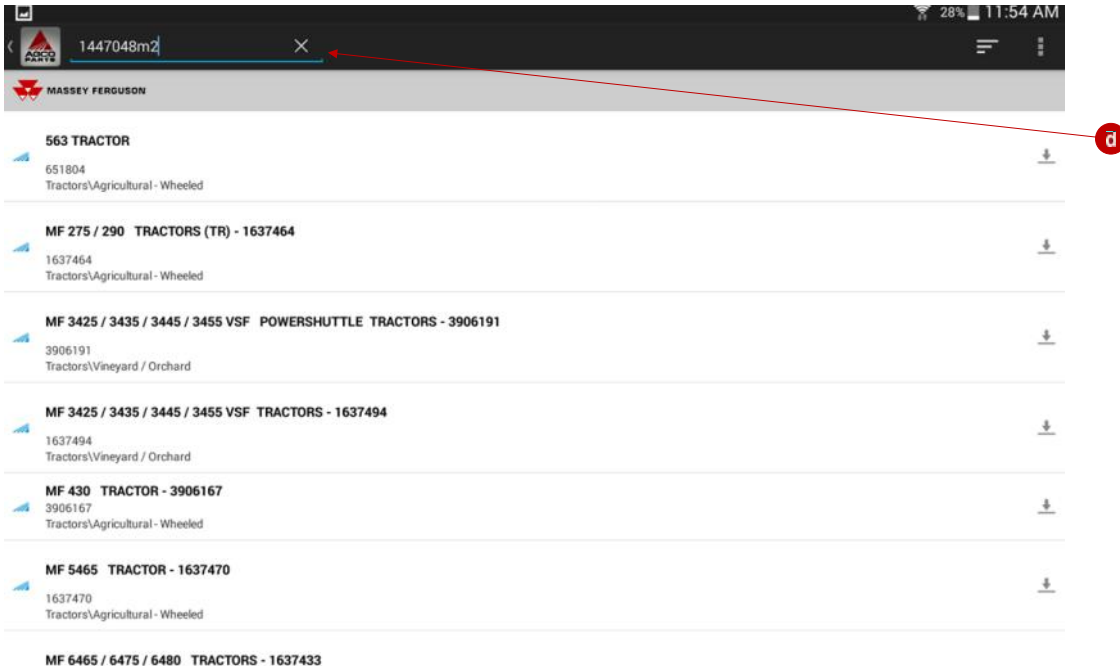 28% 11:54 AM
AGCO
PARTS
1447048m2
MASSEY FERGUSON
d
563 TRACTOR
651804
Tractors\Agricultural - Wheeled
MF 275 / 290 TRACTORS (TR) - 1637464
1637464
Tractors\Agricultural - Wheeled
MF 3425 / 3435 / 3445 / 3455 VSF POWERSHUTTLE TRACTORS - 3906191
3906191
Tractors\Vineyard / Orchard
MF 3425 / 3435 / 3445 / 3455 VSF TRACTORS - 1637494
1637494
Tractors\Vineyard / Orchard
MF 430 TRACTOR - 3906167
3906167
Tractors\Agricultural - Wheeled
MF 5465 TRACTOR - 1637470
1637470
Tractors\Agricultural - Wheeled
MF 6465 / 6475 / 6480 TRACTORS - 1637433